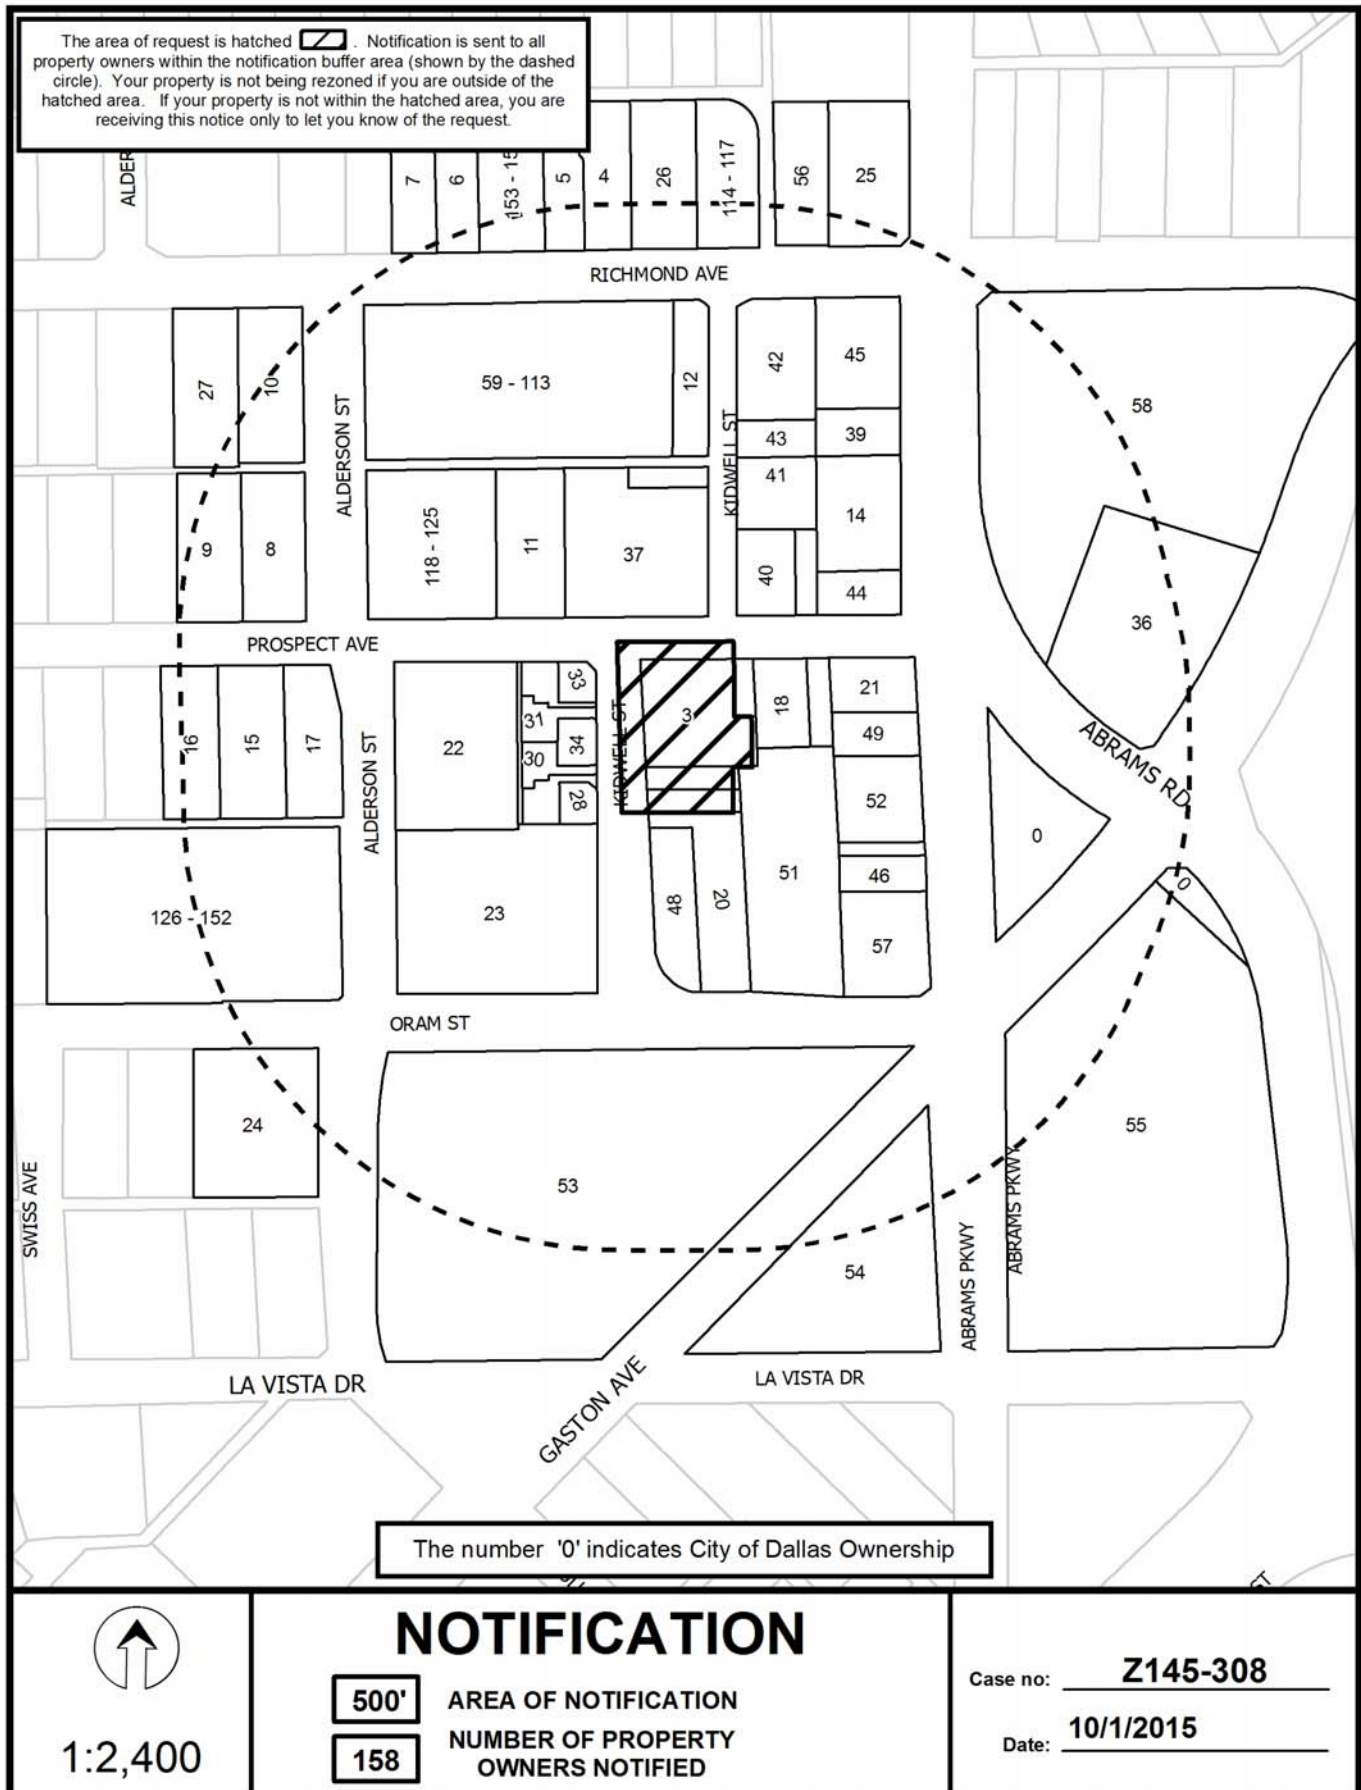 The area of request is hatched . Notification is sent to all
property owners within the notification buffer area (shown by the dashed
circle). Your property is not being rezoned if you are outside of the
hatched area. If your property is not within the hatched area, you are
receiving this notice only to let you know of the request.
ALDER
7
6
153 - 15
5
4
26
114 - 117
56
25
RICHMOND AVE
27
10
ALDERSON ST
59 - 113
12
KIDWELL ST
42
45
43
39
41
14
40
44
58
36
9
8
118 - 125
11
37
PROSPECT AVE
16
15
17
ALDERSON ST
22
33
31
34
30
28
KIDWELL ST
3
18
21
49
52
51
46
57
48
20
23
ABRAMS RD
0
0
126 - 152
ORAM ST
24
53
54
55
SWISS AVE
ABRAMS PKWY
ABRAMS PKWY
LA VISTA DR
GASTON AVE
LA VISTA DR
The number '0' indicates City of Dallas Ownership
ST
1:2,400
NOTIFICATION
500' AREA OF NOTIFICATION
158 NUMBER OF PROPERTY
OWNERS NOTIFIED
Case no: Z145-308
Date: 10/1/2015